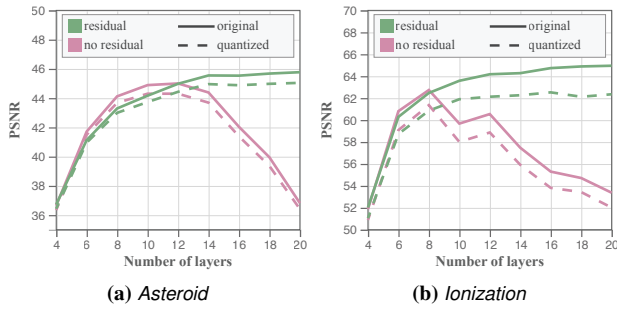 50
48
46
44
42
40
38
36
PSNR
residual
original
no residual
quantized
4 6 8 10 12 14 16 18 20
Number of layers
(a) Asteroid
70
68
66
64
62
60
58
56
54
52
50
PSNR
residual
original
no residual
quantized
4 6 8 10 12 14 16 18 20
Number of layers
(b) Ionization